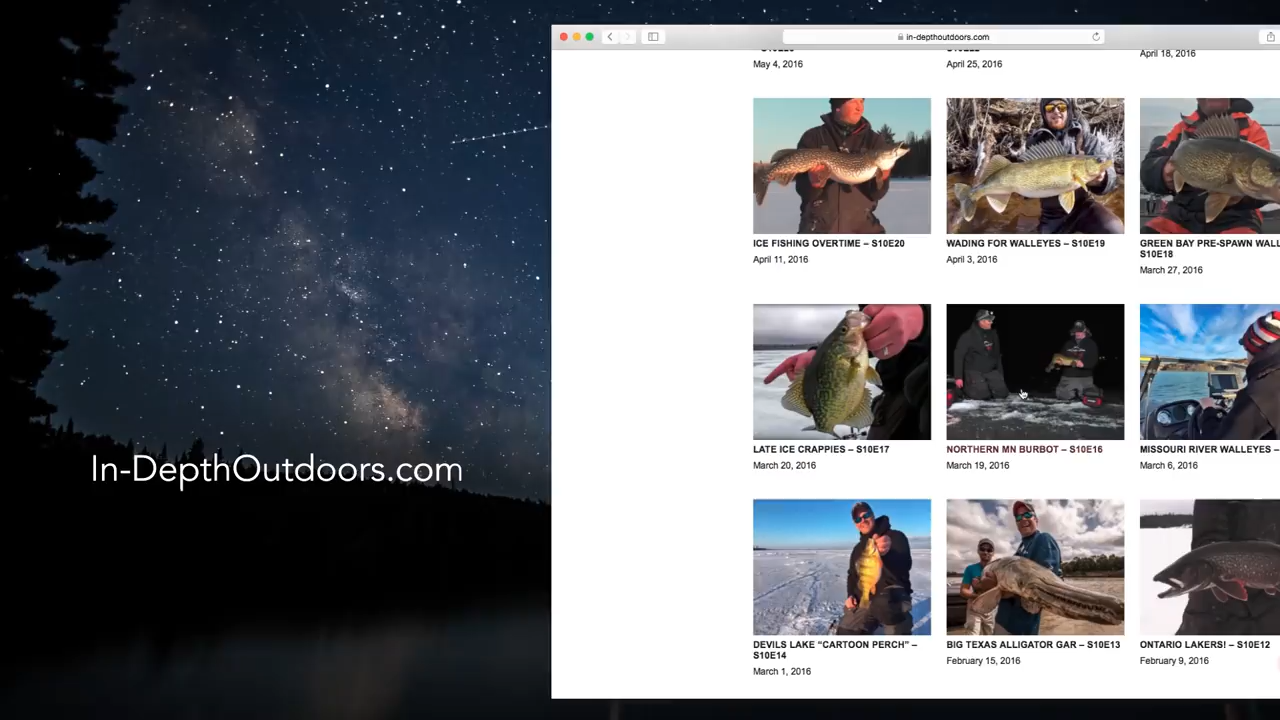 in-depthoutdoors.com
May 4, 2016
April 25, 2016
April 18, 2016
ICE FISHING OVERTIME – S10E20
April 11, 2016
WADING FOR WALLEYES – S10E19
April 3, 2016
GREEN BAY PRE-SPAWN
S10E18
March 27, 2016
LATE ICE CRAPPIES – S10E17
March 20, 2016
NORTHERN MN BURBOT – S10E16
March 19, 2016
MISSOURI RIVER WALLEYES –
March 6, 2016
In-DepthOutdoors.com
DEVILS LAKE “CARTOON PERCH” –
S10E14
March 1, 2016
BIG TEXAS ALLIGATOR GAR – S10E13
February 15, 2016
ONTARIO LAKERS! – S10E12
February 9, 2016